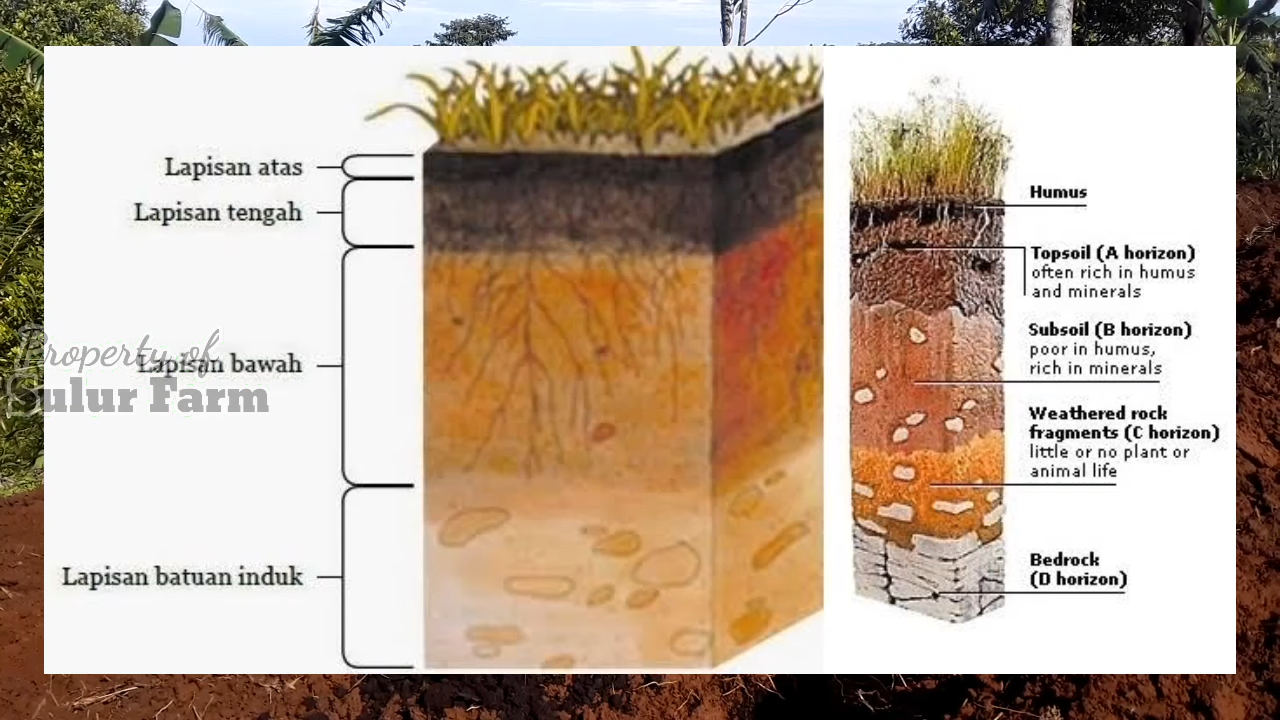 Lapisan atas
Lapisan tengah
Property of
Lapisan bawah
Sulur Farm
Lapisan batuan induk
Humus
Topsoil (A horizon)
often rich in humus
and minerals
Subsoil (B horizon)
poor in humus,
rich in minerals
Weathered rock
fragments (C horizon)
little or no plant or
animal life
Bedrock
(D horizon)